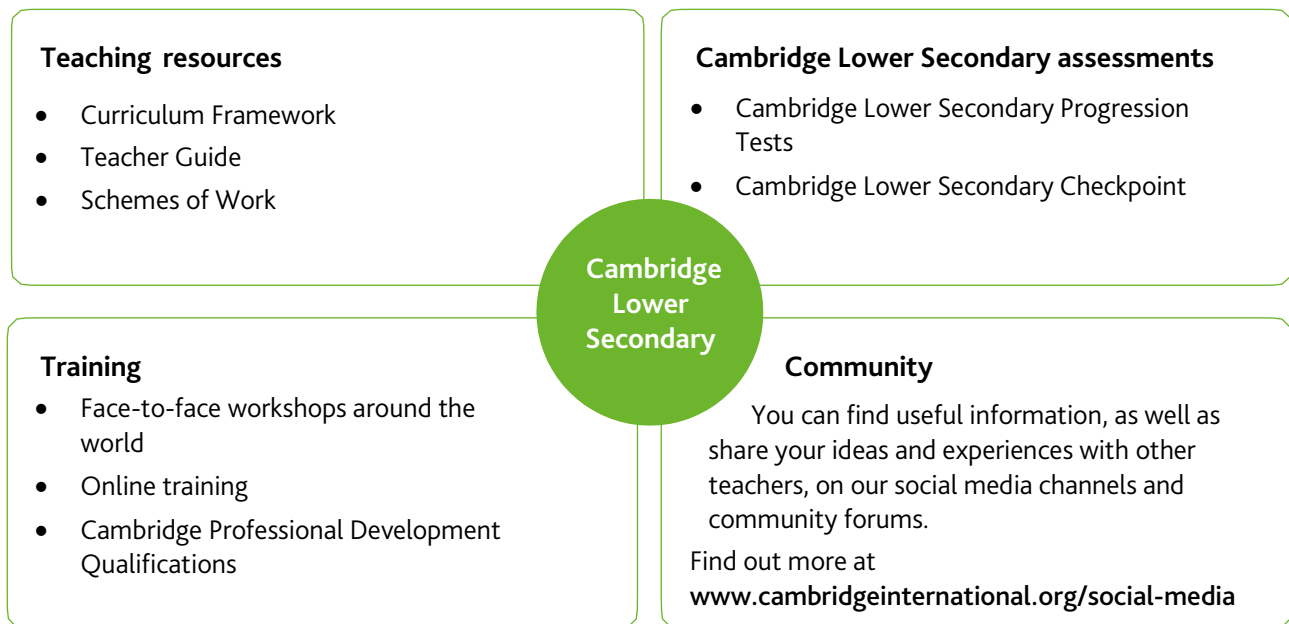 Teaching resources
• Curriculum Framework
• Teacher Guide
• Schemes of Work
Cambridge Lower Secondary assessments
• Cambridge Lower Secondary Progression
Tests
• Cambridge Lower Secondary Checkpoint
Cambridge
Lower
Secondary
Training
• Face-to-face workshops around the
world
• Online training
• Cambridge Professional Development
Qualifications
Community
You can find useful information, as well as
share your ideas and experiences with other
teachers, on our social media channels and
community forums.
Find out more at
www.cambridgeinternational.org/social-media